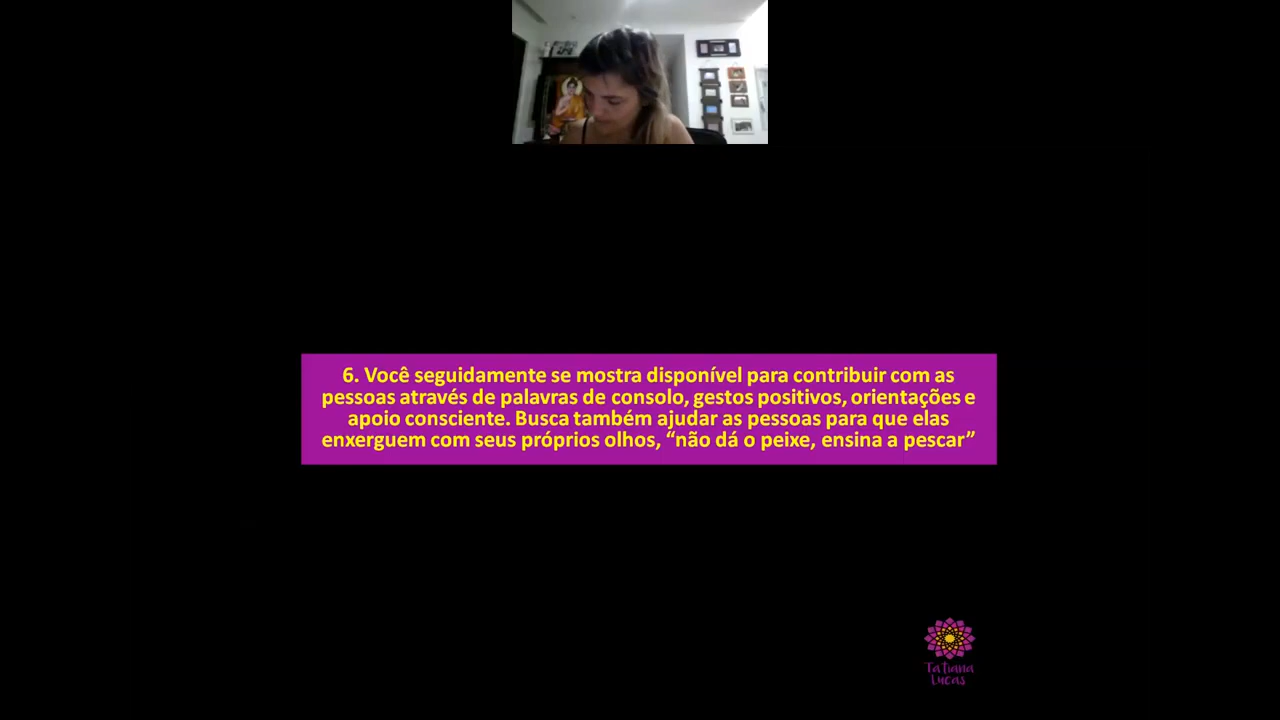 6. Você seguidamente se mostra disponível para contribuir com as
pessoas através de palavras de consolo, gestos positivos, orientações e
apoio consciente. Busca também ajudar as pessoas para que elas
enxerguem com seus próprios olhos, “não dá o peixe, ensina a pescar”
Tatiana
Lucas